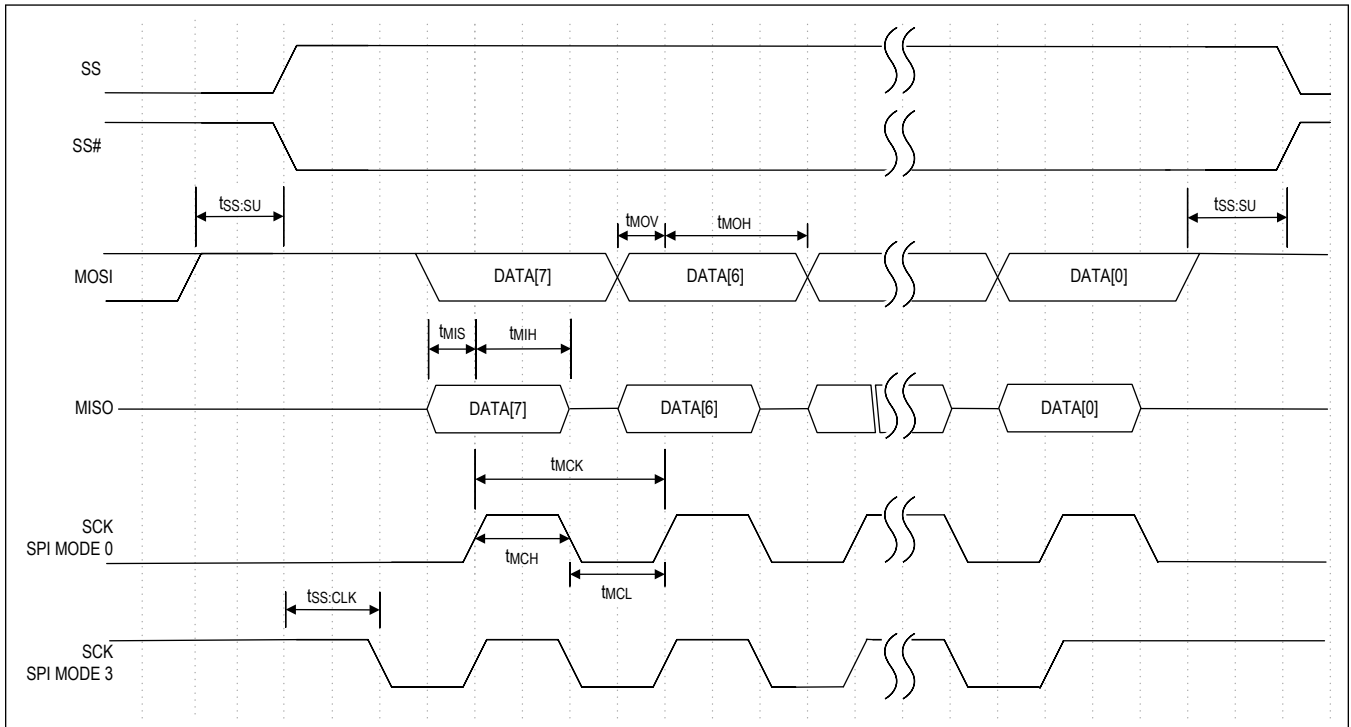 SS
SS#
tSS:SU
tMOV
tMOH
tSS:SU
MOSI
DATA[7]
DATA[6]
DATA[0]
tMIS
tMIH
MISO
DATA[7]
DATA[6]
DATA[0]
tMCK
SCK
SPI MODE 0
tMCH
tMCL
tSS:CLK
SCK
SPI MODE 3